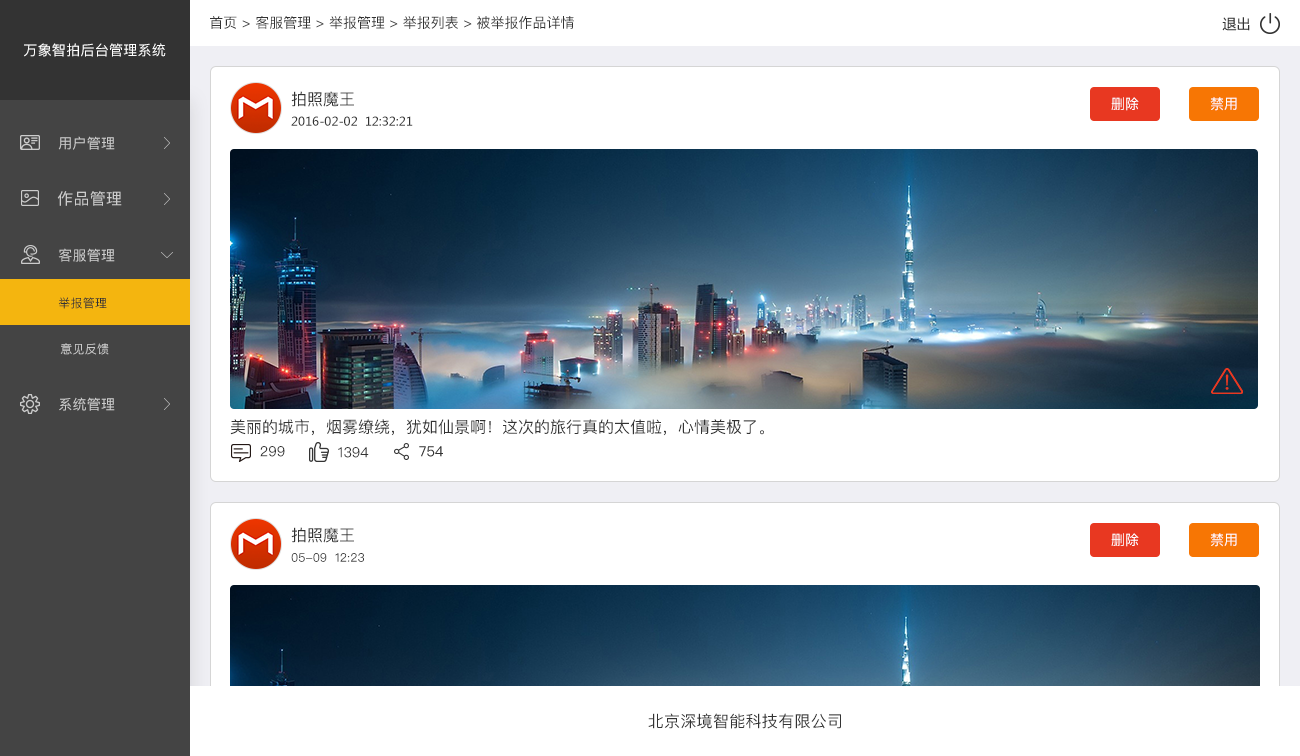 万象智拍后台管理系统
首页 > 客服管理 > 举报管理 > 举报列表 > 被举报作品详情
退出
用户管理
作品管理
客服管理
举报管理
意见反馈
系统管理
拍照魔王
2016-02-02 12:32:21
删除
禁用
美丽的城市，烟雾缭绕，犹如仙景啊！这次的旅行真的太值啦，心情美极了。
299 1394 754
拍照魔王
05-09 12:23
删除
禁用
北京深境智能科技有限公司